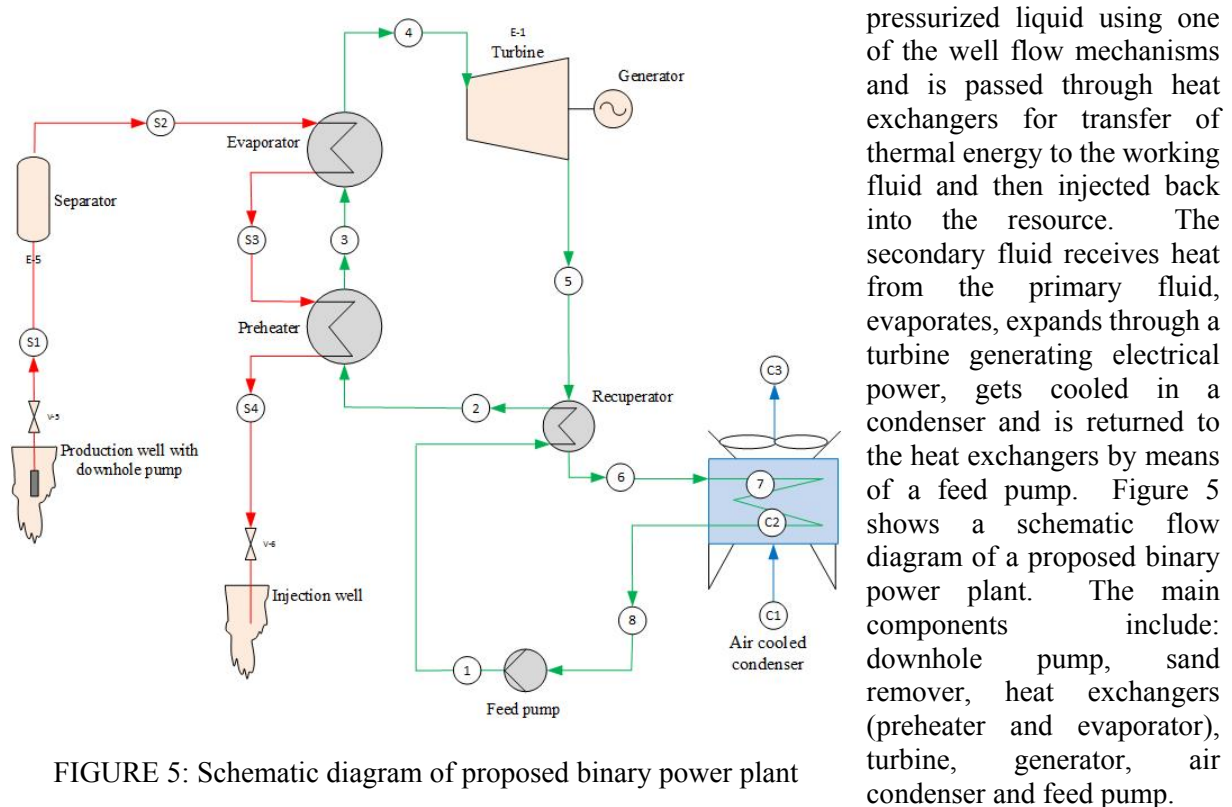 4
E-1
Turbine
Generator
S2
Evaporator
Separator
S3
3
E-5
5
Preheater
S1
C3
S4
2
Recuperator
V-5
Production well with
downhole pump
6
7
C2
V-6
Injection well
8
C1
1
Air cooled
condenser
Feed pump
FIGURE 5: Schematic diagram of proposed binary power plant
pressurized liquid using one
of the well flow mechanisms
and is passed through heat
exchangers for transfer of
thermal energy to the working
fluid and then injected back
into the resource. The
secondary fluid receives heat
from the primary fluid,
evaporates, expands through a
turbine generating electrical
power, gets cooled in a
condenser and is returned to
the heat exchangers by means
of a feed pump. Figure 5
shows a schematic flow
diagram of a proposed binary
power plant. The main
components include:
downhole pump, sand
remover, heat exchangers
(preheater and evaporator),
turbine, generator, air
condenser and feed pump.